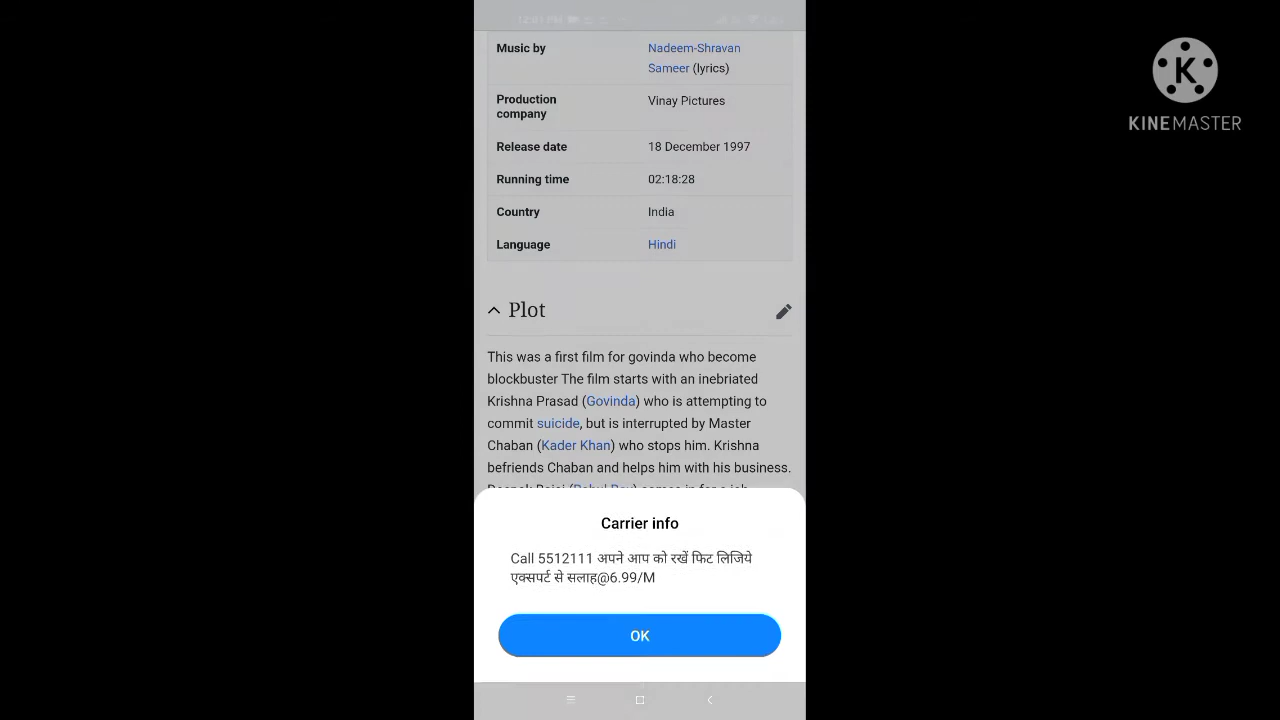 K
KINEMASTER
Music by Nadeem-Shravan
Sameer (lyrics)
Production company Vinay Pictures
Release date 18 December 1997
Running time 02:18:28
Country India
Language Hindi
Plot
This was a first film for govinda who become
blockbuster The film starts with an inebriated
Krishna Prasad (Govinda) who is attempting to
commit suicide, but is interrupted by Master
Chaban (Kader Khan) who stops him. Krishna
befriends Chaban and helps him with his business.
Carrier info
Call 5512111 अपने आप को रखें फिट लिजिये
एक्सपर्ट से सलाह@6.99/M
OK